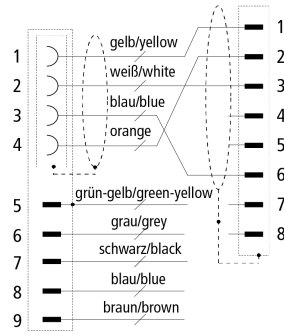 gelb/yellow
1
1
weiß/white
2
2
blau/blue
3
3
orange
4
4
5
6
grün-gelb/green-yellow
5
7
grau/grey
6
8
schwarz/black
7
blau/blue
8
braun/brown
9